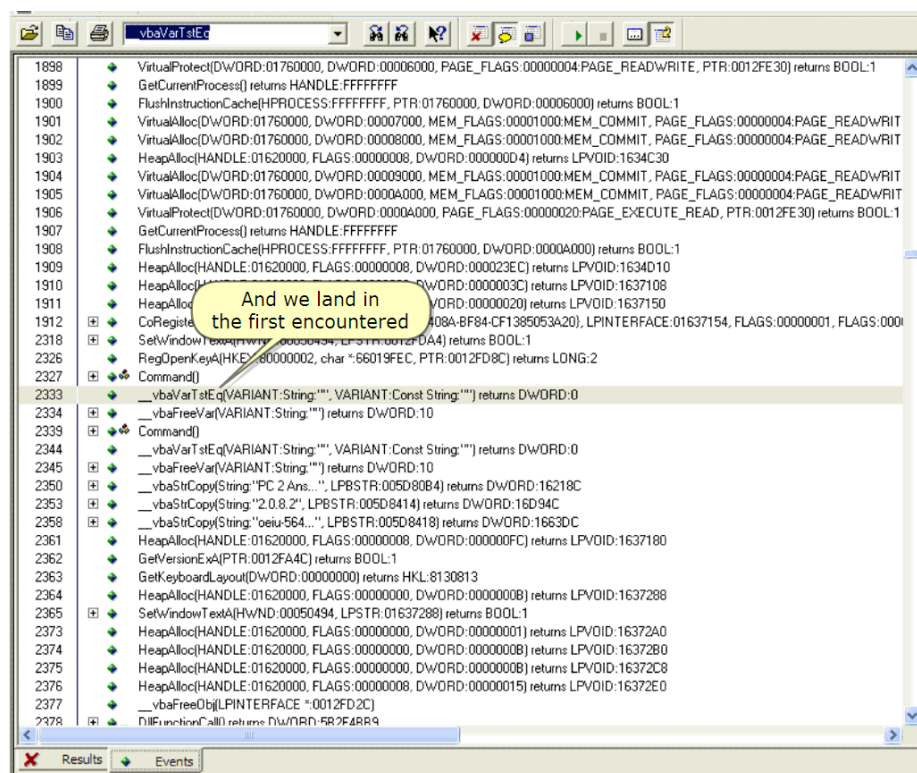 __vbaVarTstEq
1898 VirtualProtect(DWORD:01760000, DWORD:00006000, PAGE_FLAGS:00000004:PAGE_READWRITE, PTR:0012FE30) returns BOOL:1
1899 GetCurrentProcess() returns HANDLE:FFFFFFFF
1900 FlushInstructionCache(HPROCESS:FFFFFFFF, PTR:01760000, DWORD:00006000) returns BOOL:1
1901 VirtualAlloc(DWORD:01760000, DWORD:00007000, MEM_FLAGS:00001000:MEM_COMMIT, PAGE_FLAGS:00000004:PAGE_READWRIT
1902 VirtualAlloc(DWORD:01760000, DWORD:00008000, MEM_FLAGS:00001000:MEM_COMMIT, PAGE_FLAGS:00000004:PAGE_READWRIT
1903 HeapAlloc(HANDLE:01620000, FLAGS:00000008, DWORD:000000D4) returns LPVOID:1634C30
1904 VirtualAlloc(DWORD:01760000, DWORD:00009000, MEM_FLAGS:00001000:MEM_COMMIT, PAGE_FLAGS:00000004:PAGE_READWRIT
1905 VirtualAlloc(DWORD:01760000, DWORD:0000A000, MEM_FLAGS:00001000:MEM_COMMIT, PAGE_FLAGS:00000004:PAGE_READWRIT
1906 VirtualProtect(DWORD:01760000, DWORD:0000A000, PAGE_FLAGS:00000020:PAGE_EXECUTE_READ, PTR:0012FE30) returns BOOL:1
1907 GetCurrentProcess() returns HANDLE:FFFFFFFF
1908 FlushInstructionCache(HPROCESS:FFFFFFFF, PTR:01760000, DWORD:0000A000) returns BOOL:1
1909 HeapAlloc(HANDLE:01620000, FLAGS:00000008, DWORD:000023EC) returns LPVOID:1634D10
1910 HeapAlloc( DWORD:0000003C) returns LPVOID:1637108
1911 HeapAlloc DWORD:00000020) returns LPVOID:1637150
And we land in
the first encountered
1912 CoRegiste 408A-BF84-CF1385053A20}, LPINTERFACE:01637154, FLAGS:00000001, FLAGS:000
2318 SetWindowTextA(HWND:00050494, LPSTR:0012FDA4) returns BOOL:1
2326 RegOpenKeyA(HKEY:80000002, char *:66019FEC, PTR:0012FD8C) returns LONG:2
2327 Command()
2333 __vbaVarTstEq(VARIANT:String:"", VARIANT:Const String:"") returns DWORD:0
2334 __vbaFreeVar(VARIANT:String:"") returns DWORD:10
2339 Command()
2344 __vbaVarTstEq(VARIANT:String:"", VARIANT:Const String:"") returns DWORD:0
2345 __vbaFreeVar(VARIANT:String:"") returns DWORD:10
2350 __vbaStrCopy(String:"PC 2 Ans...", LPBSTR:005D80B4) returns DWORD:16218C
2353 __vbaStrCopy(String:"2.0.8.2", LPBSTR:005D8414) returns DWORD:16D94C
2358 __vbaStrCopy(String:"oeiu-564...", LPBSTR:005D8418) returns DWORD:1663DC
2361 HeapAlloc(HANDLE:01620000, FLAGS:00000008, DWORD:000000FC) returns LPVOID:1637180
2362 GetVersionExA(PTR:0012FA4C) returns BOOL:1
2363 GetKeyboardLayout(DWORD:00000000) returns HKL:8130813
2364 HeapAlloc(HANDLE:01620000, FLAGS:00000000, DWORD:0000000B) returns LPVOID:1637288
2365 SetWindowTextA(HWND:00050494, LPSTR:01637288) returns BOOL:1
2373 HeapAlloc(HANDLE:01620000, FLAGS:00000000, DWORD:00000001) returns LPVOID:16372A0
2374 HeapAlloc(HANDLE:01620000, FLAGS:00000000, DWORD:0000000B) returns LPVOID:16372B0
2375 HeapAlloc(HANDLE:01620000, FLAGS:00000000, DWORD:0000000B) returns LPVOID:16372C8
2376 HeapAlloc(HANDLE:01620000, FLAGS:00000008, DWORD:00000015) returns LPVOID:16372E0
2377 __vbaFreeObj(LPINTERFACE *:0012FD2C)
2378 DllFunctionCall() returns DWORD:5B2F4BB9
Results Events